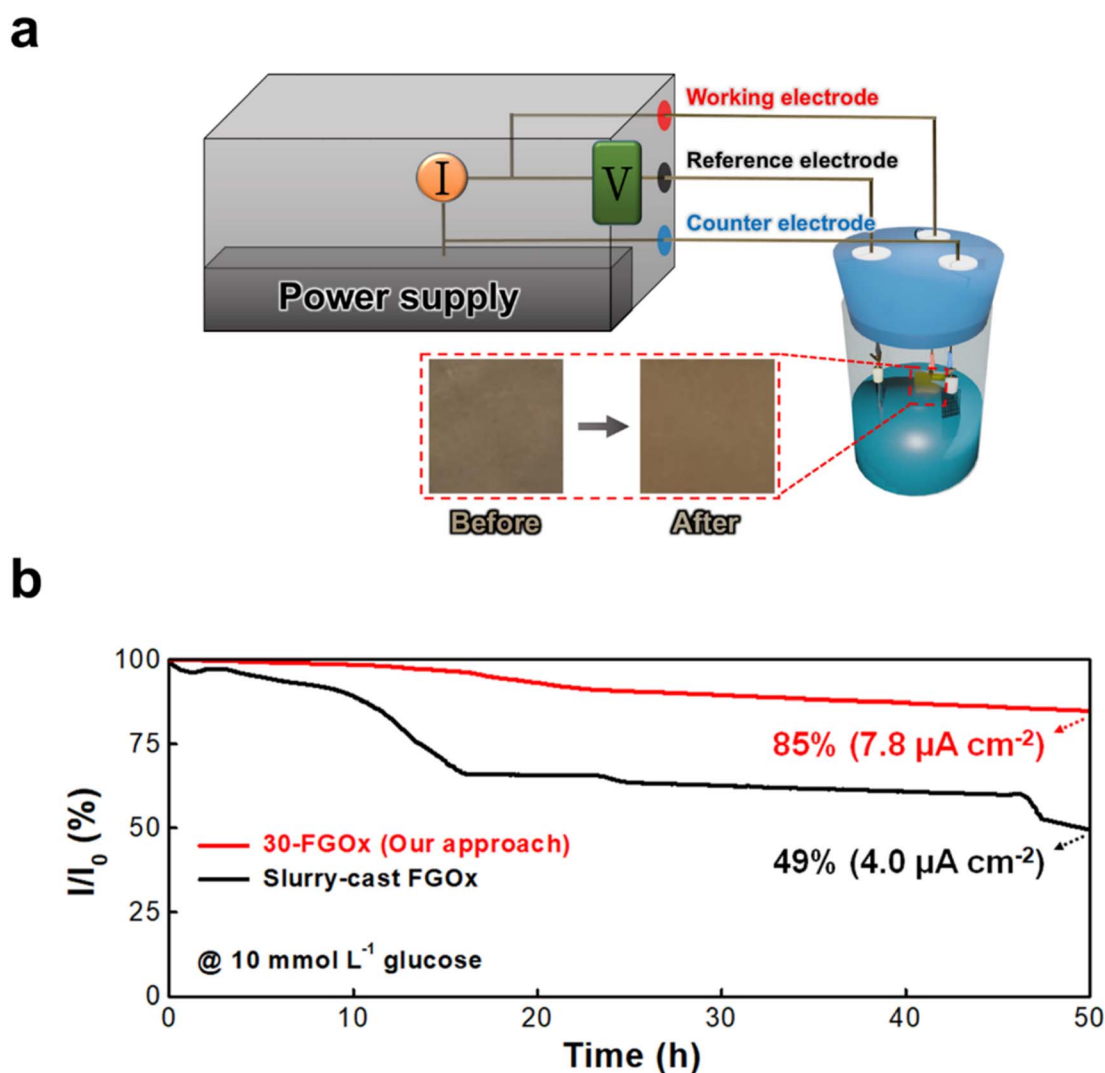 a
Working electrode
Reference electrode
Counter electrode
I
V
Power supply
Before
After
b
100
75
50
25
0
I/I₀ (%)
85% (7.8 μA cm⁻²)
49% (4.0 μA cm⁻²)
30-FGOx (Our approach)
Slurry-cast FGOx
@ 10 mmol L⁻¹ glucose
0 10 20 30 40 50
Time (h)